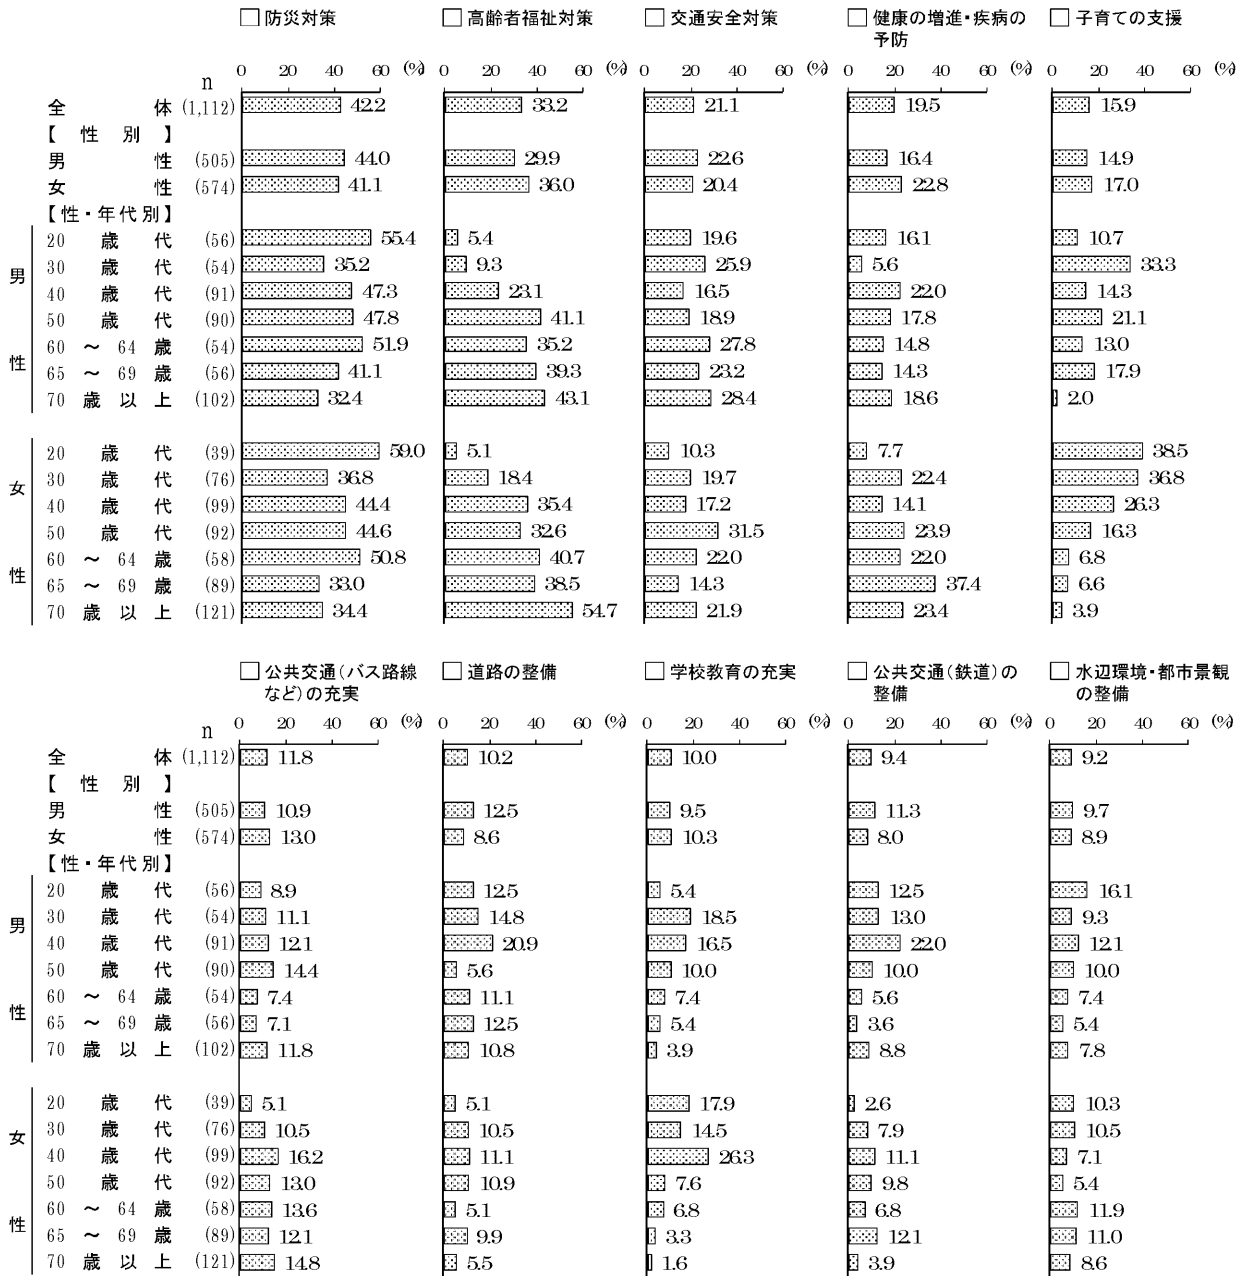 □防災対策 □高齢者福祉対策 □交通安全対策 □健康の増進・疾病の □子育ての支援
予防
n 0 20 40 60 (%) 0 20 40 60 (%) 0 20 40 60 (%) 0 20 40 60 (%) 0 20 40 60 (%)
全体 (1,112) 42.2 33.2 21.1 19.5 15.9
【性別】
男性 (505) 44.0 29.9 22.6 16.4 14.9
女性 (574) 41.1 36.0 20.4 22.8 17.0
【性・年代別】
男性
20歳代 (56) 55.4 5.4 19.6 16.1 10.7
30歳代 (54) 35.2 9.3 25.9 5.6 33.3
40歳代 (91) 47.3 23.1 16.5 22.0 14.3
50歳代 (90) 47.8 41.1 18.9 17.8 21.1
60～64歳 (54) 51.9 35.2 27.8 14.8 13.0
65～69歳 (56) 41.1 39.3 23.2 14.3 17.9
70歳以上 (102) 32.4 43.1 28.4 18.6 2.0
女性
20歳代 (39) 59.0 5.1 10.3 7.7 38.5
30歳代 (76) 36.8 18.4 19.7 22.4 36.8
40歳代 (99) 44.4 35.4 17.2 14.1 26.3
50歳代 (92) 44.6 32.6 31.5 23.9 16.3
60～64歳 (58) 50.8 40.7 22.0 22.0 6.8
65～69歳 (89) 33.0 38.5 14.3 37.4 6.6
70歳以上 (121) 34.4 54.7 21.9 23.4 3.9
□公共交通(バス路線 □道路の整備 □学校教育の充実 □公共交通(鉄道)の □水辺環境・都市景観
など)の充実 整備 の整備
n 0 20 40 60 (%) 0 20 40 60 (%) 0 20 40 60 (%) 0 20 40 60 (%) 0 20 40 60 (%)
全体 (1,112) 11.8 10.2 10.0 9.4 9.2
【性別】
男性 (505) 10.9 12.5 9.5 11.3 9.7
女性 (574) 13.0 8.6 10.3 8.0 8.9
【性・年代別】
男性
20歳代 (56) 8.9 12.5 5.4 12.5 16.1
30歳代 (54) 11.1 14.8 18.5 13.0 9.3
40歳代 (91) 12.1 20.9 16.5 22.0 12.1
50歳代 (90) 14.4 5.6 10.0 10.0 10.0
60～64歳 (54) 7.4 11.1 7.4 5.6 7.4
65～69歳 (56) 7.1 12.5 5.4 3.6 5.4
70歳以上 (102) 11.8 10.8 3.9 8.8 7.8
女性
20歳代 (39) 5.1 5.1 17.9 2.6 10.3
30歳代 (76) 10.5 10.5 14.5 7.9 10.5
40歳代 (99) 16.2 11.1 26.3 11.1 7.1
50歳代 (92) 13.0 10.9 7.6 9.8 5.4
60～64歳 (58) 13.6 5.1 6.8 6.8 11.9
65～69歳 (89) 12.1 9.9 3.3 12.1 11.0
70歳以上 (121) 14.8 5.5 1.6 3.9 8.6